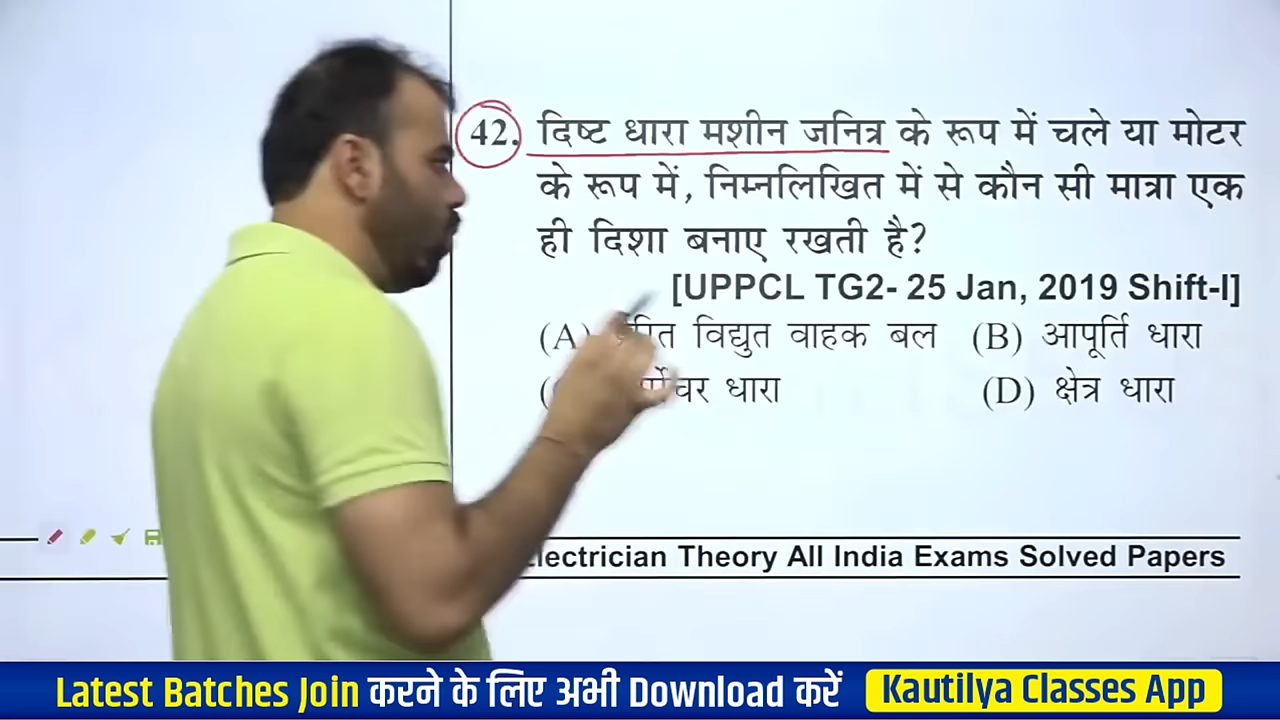 42. दिष्ट धारा मशीन जनित्र के रूप में चले या मोटर
के रूप में, निम्नलिखित में से कौन सी मात्रा एक
ही दिशा बनाए रखती है?
[UPPCL TG2- 25 Jan, 2019 Shift-I]
(A) विद्युत वाहक बल (B) आपूर्ति धारा
धारा (D) क्षेत्र धारा
Theory All India Exams Solved Papers
Latest Batches Join करने के लिए अभी Download करें Kautilya Classes App